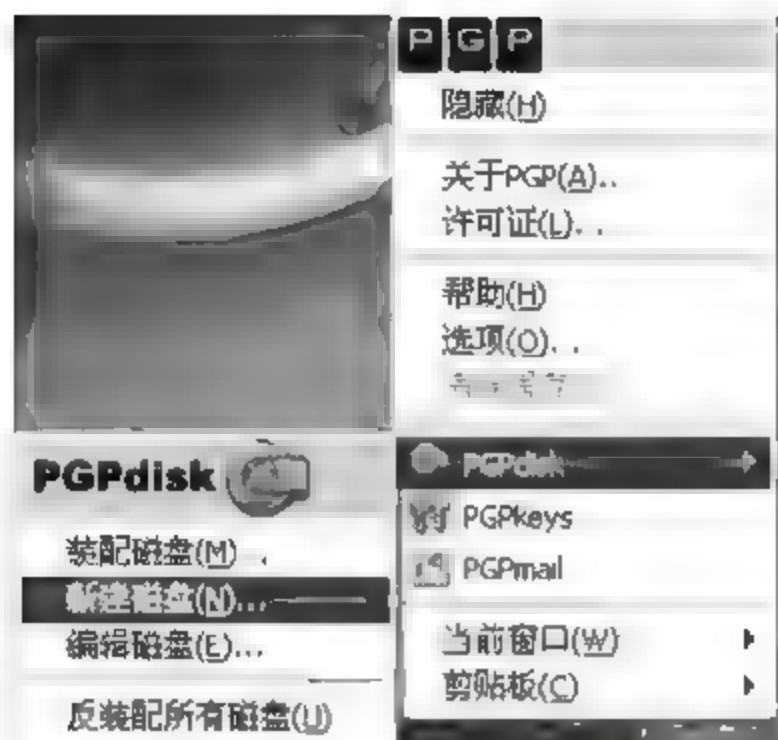 PGP
隐藏(H)
关于PGP(A)..
许可证(L)..
帮助(H)
选项(O)..
PGPdisk
PGPkeys
PGPmail
当前窗口(W)
剪贴板(C)
PGPdisk
装配磁盘(M)..
新建磁盘(N)...
编辑磁盘(E)...
反装配所有磁盘(U)